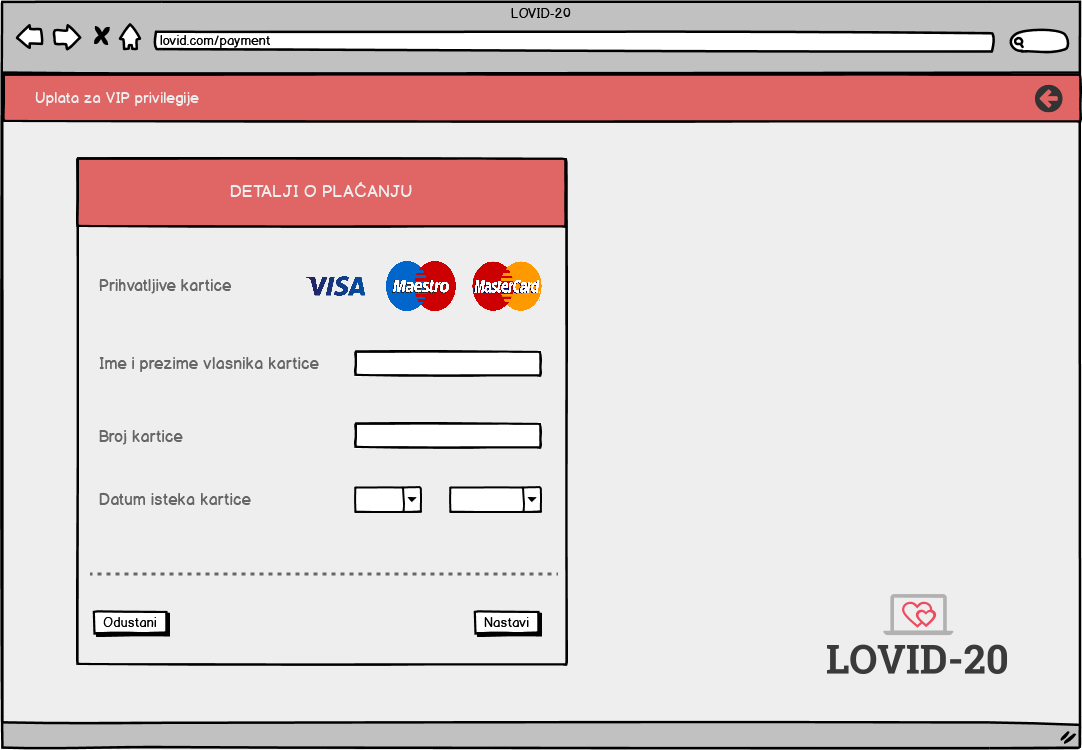 LOVID-20
lovid.com/payment
Uplata za VIP privilegije
DETALJI O PLAĆANJU
Prihvatljive kartice
VISA Maestro MasterCard
Ime i prezime vlasnika kartice
Broj kartice
Datum isteka kartice
Odustani Nastavi
LOVID-20